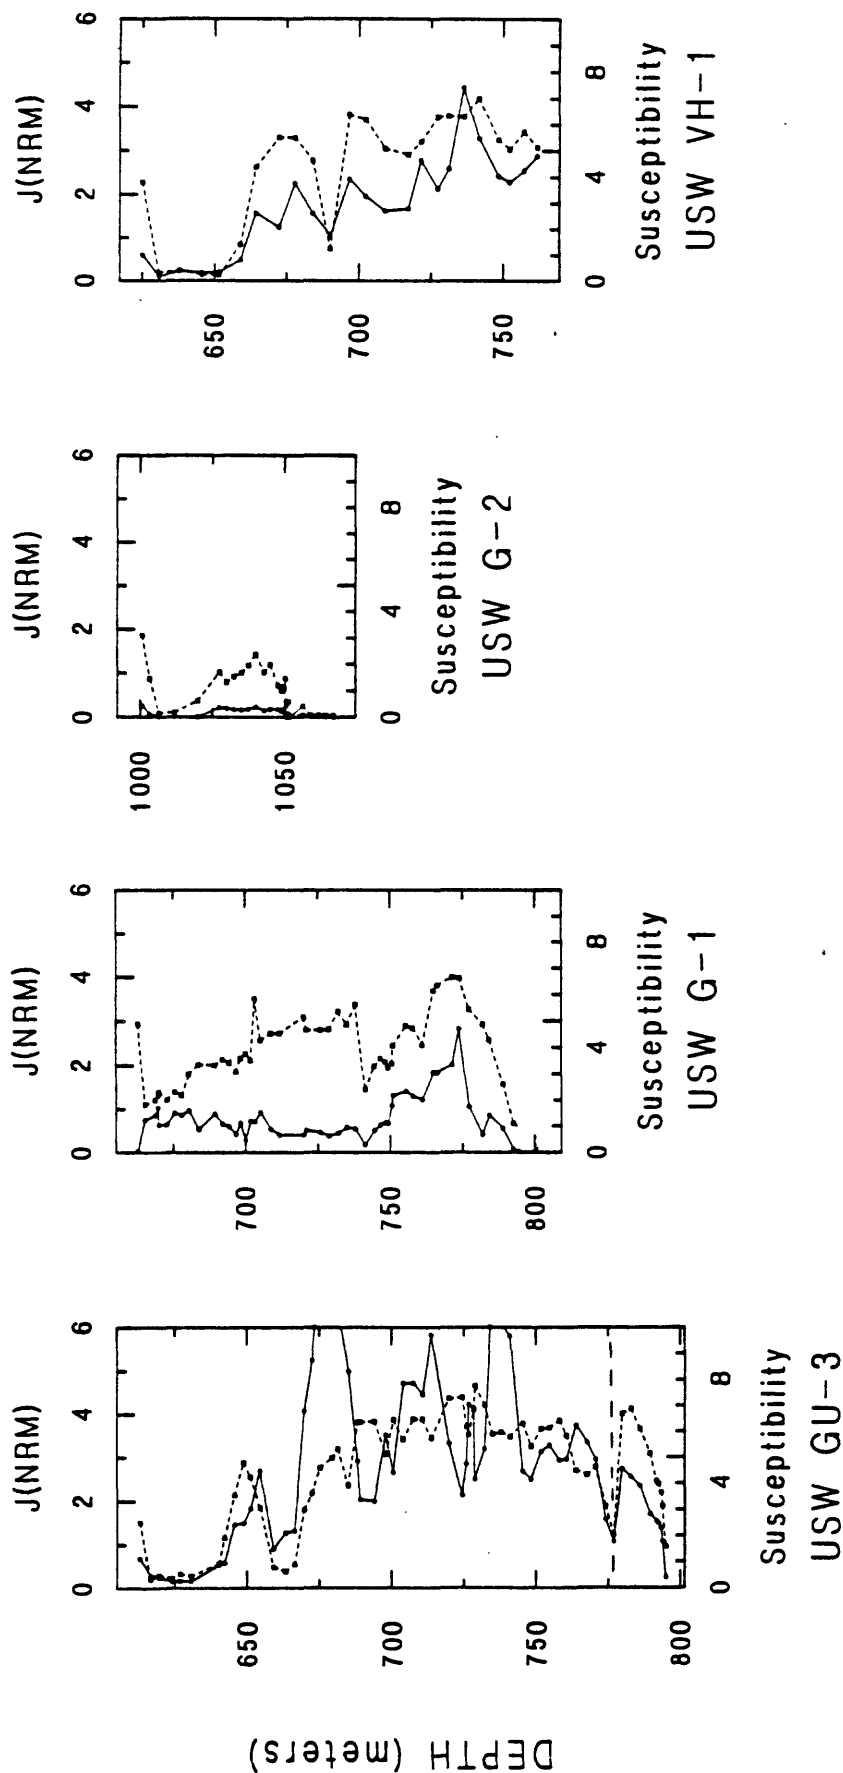 DEPTH (meters)
J(NRM)
0 2 4 6
650
700
750
800
0 4 8
Susceptibility
USW GU-3
J(NRM)
0 2 4 6
700
750
800
0 4 8
Susceptibility
USW G-1
J(NRM)
0 2 4 6
1000
1050
0 4 8
Susceptibility
USW G-2
J(NRM)
0 2 4 6
650
700
750
0 4 8
Susceptibility
USW VH-1